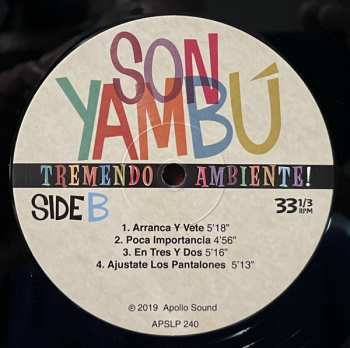 SON
YAMBÚ
TREMENDO AMBIENTE!
SIDE B
33 1/3
RPM
1. Arranca Y Vete 5'18"
2. Poca Importancia 4'56"
3. En Tres Y Dos 5'16"
4. Ajustate Los Pantalones 5'13"
℗ 2019 Apollo Sound
APSLP 240